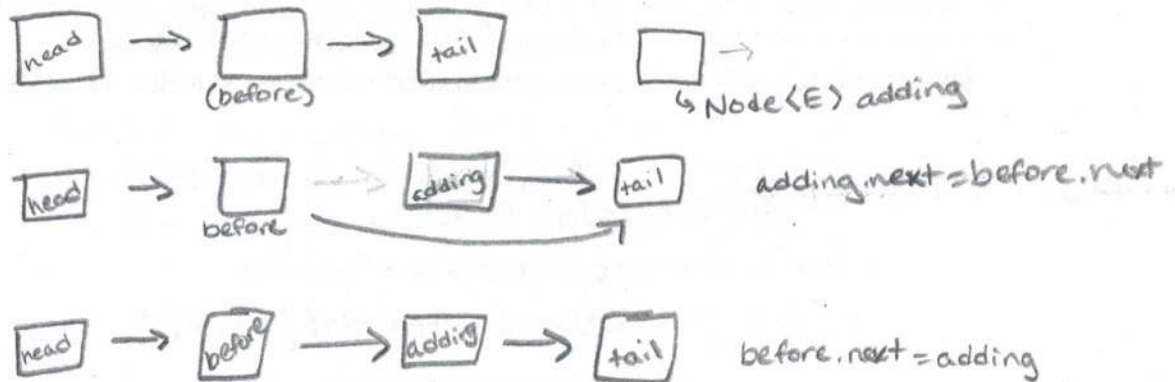 head tail
(before)
Node<E> adding
head adding tail adding.next=before.next
before
head before adding tail before.next=adding